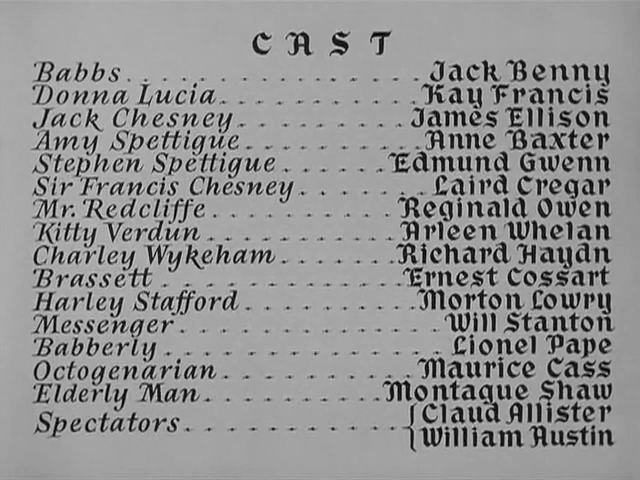 CAST
Babbs. . . . . . . . . . . . . . . . Jack Benny
Donna Lucia. . . . . . . . . . . Kay Francis
Jack Chesney. . . . . . . . . . James Ellison
Amy Spettigue. . . . . . . . . . Anne Baxter
Stephen Spettigue. . . . . . Edmund Gwenn
Sir Francis Chesney. . . . . . . Laird Cregar
Mr. Redcliffe. . . . . . . . . . Reginald Owen
Kitty Verdun. . . . . . . . . . Arleen Whelan
Charley Wykeham. . . . . . . Richard Haydn
Brassett. . . . . . . . . . . . . Ernest Cossart
Harley Stafford. . . . . . . . . Morton Lowry
Messenger. . . . . . . . . . . . . . Will Stanton
Babberly. . . . . . . . . . . . . . . Lionel Pape
Octogenarian. . . . . . . . . . . Maurice Cass
Elderly Man. . . . . . . . . . Montague Shaw
Spectators. . . . . . . . . . . . { Claud Allister
William Austin